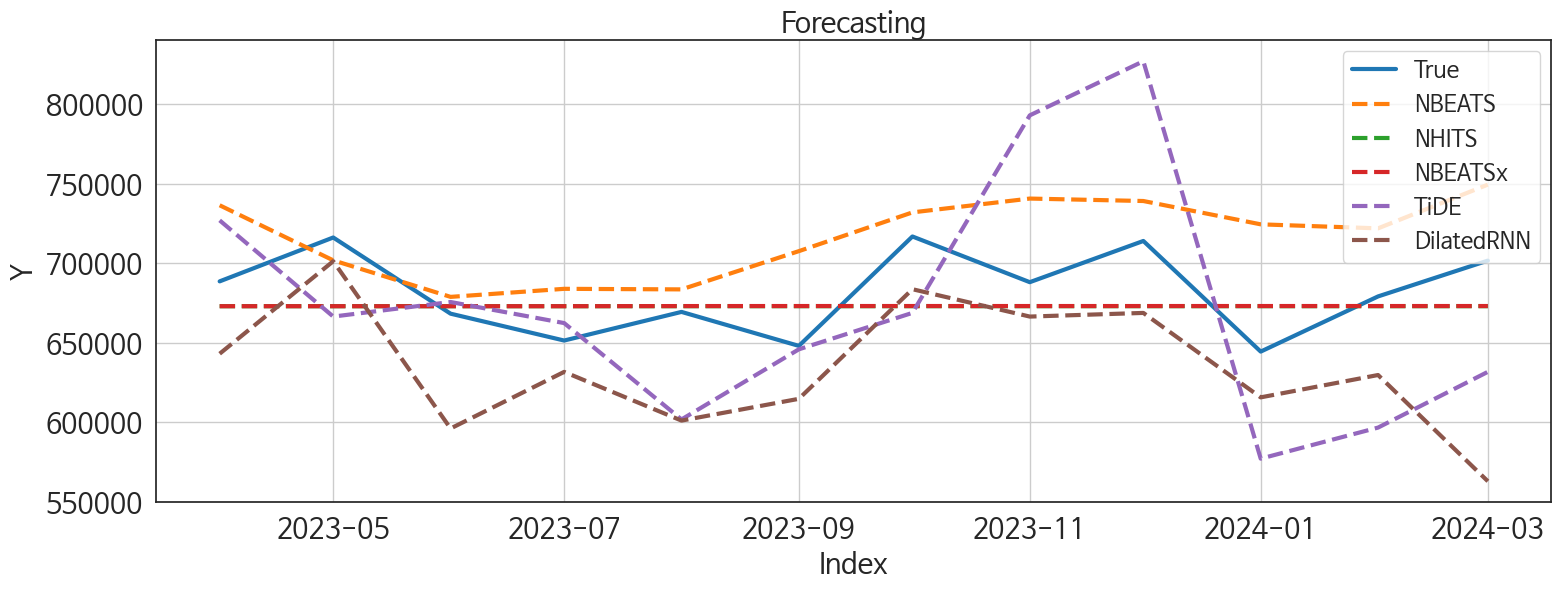 Forecasting
True
NBEATS
NHITS
NBEATSx
TiDE
DilatedRNN
800000
750000
700000
650000
600000
550000
Y
2023-05
2023-07
2023-09
2023-11
2024-01
2024-03
Index